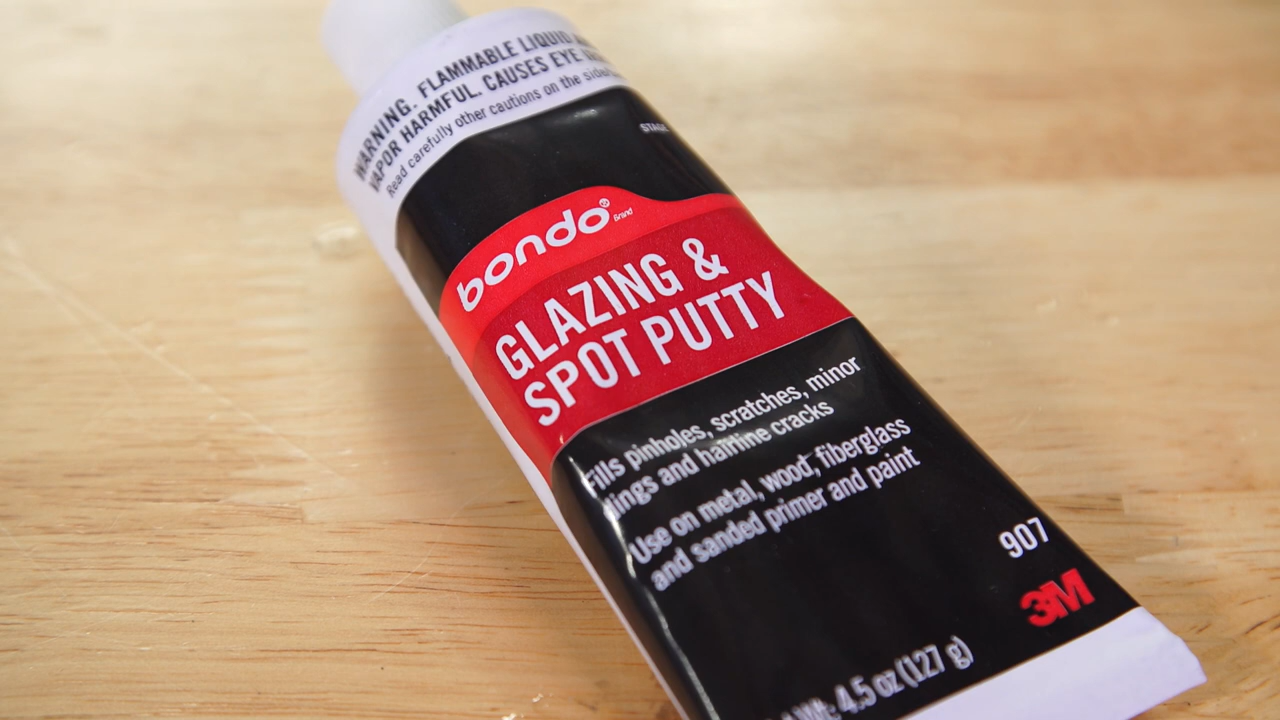 WARNING. FLAMMABLE LIQUID
VAPOR HARMFUL. CAUSES EYE
Read carefully other cautions on the
STAGE
bondo® Brand
GLAZING &
SPOT PUTTY
Fills pinholes, scratches, minor
dings and hairline cracks
Use on metal, wood, fiberglass
and sanded primer and paint
907
3M
4.5 oz (127 g)